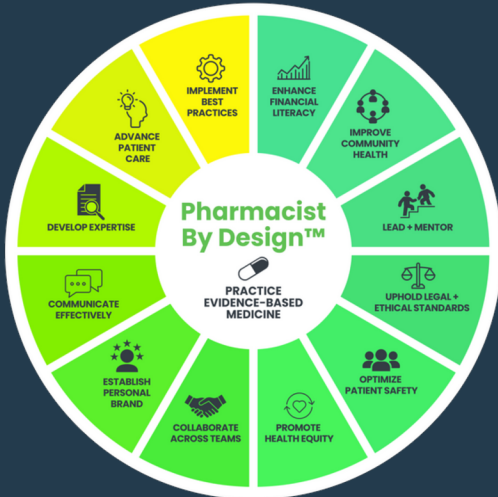 Pharmacist
By Design™
PRACTICE
EVIDENCE-BASED
MEDICINE
ENHANCE
FINANCIAL
LITERACY
IMPROVE
COMMUNITY
HEALTH
LEAD + MENTOR
UPHOLD LEGAL +
ETHICAL STANDARDS
OPTIMIZE
PATIENT SAFETY
PROMOTE
HEALTH EQUITY
COLLABORATE
ACROSS TEAMS
ESTABLISH
PERSONAL
BRAND
COMMUNICATE
EFFECTIVELY
DEVELOP EXPERTISE
ADVANCE
PATIENT
CARE
IMPLEMENT
BEST
PRACTICES